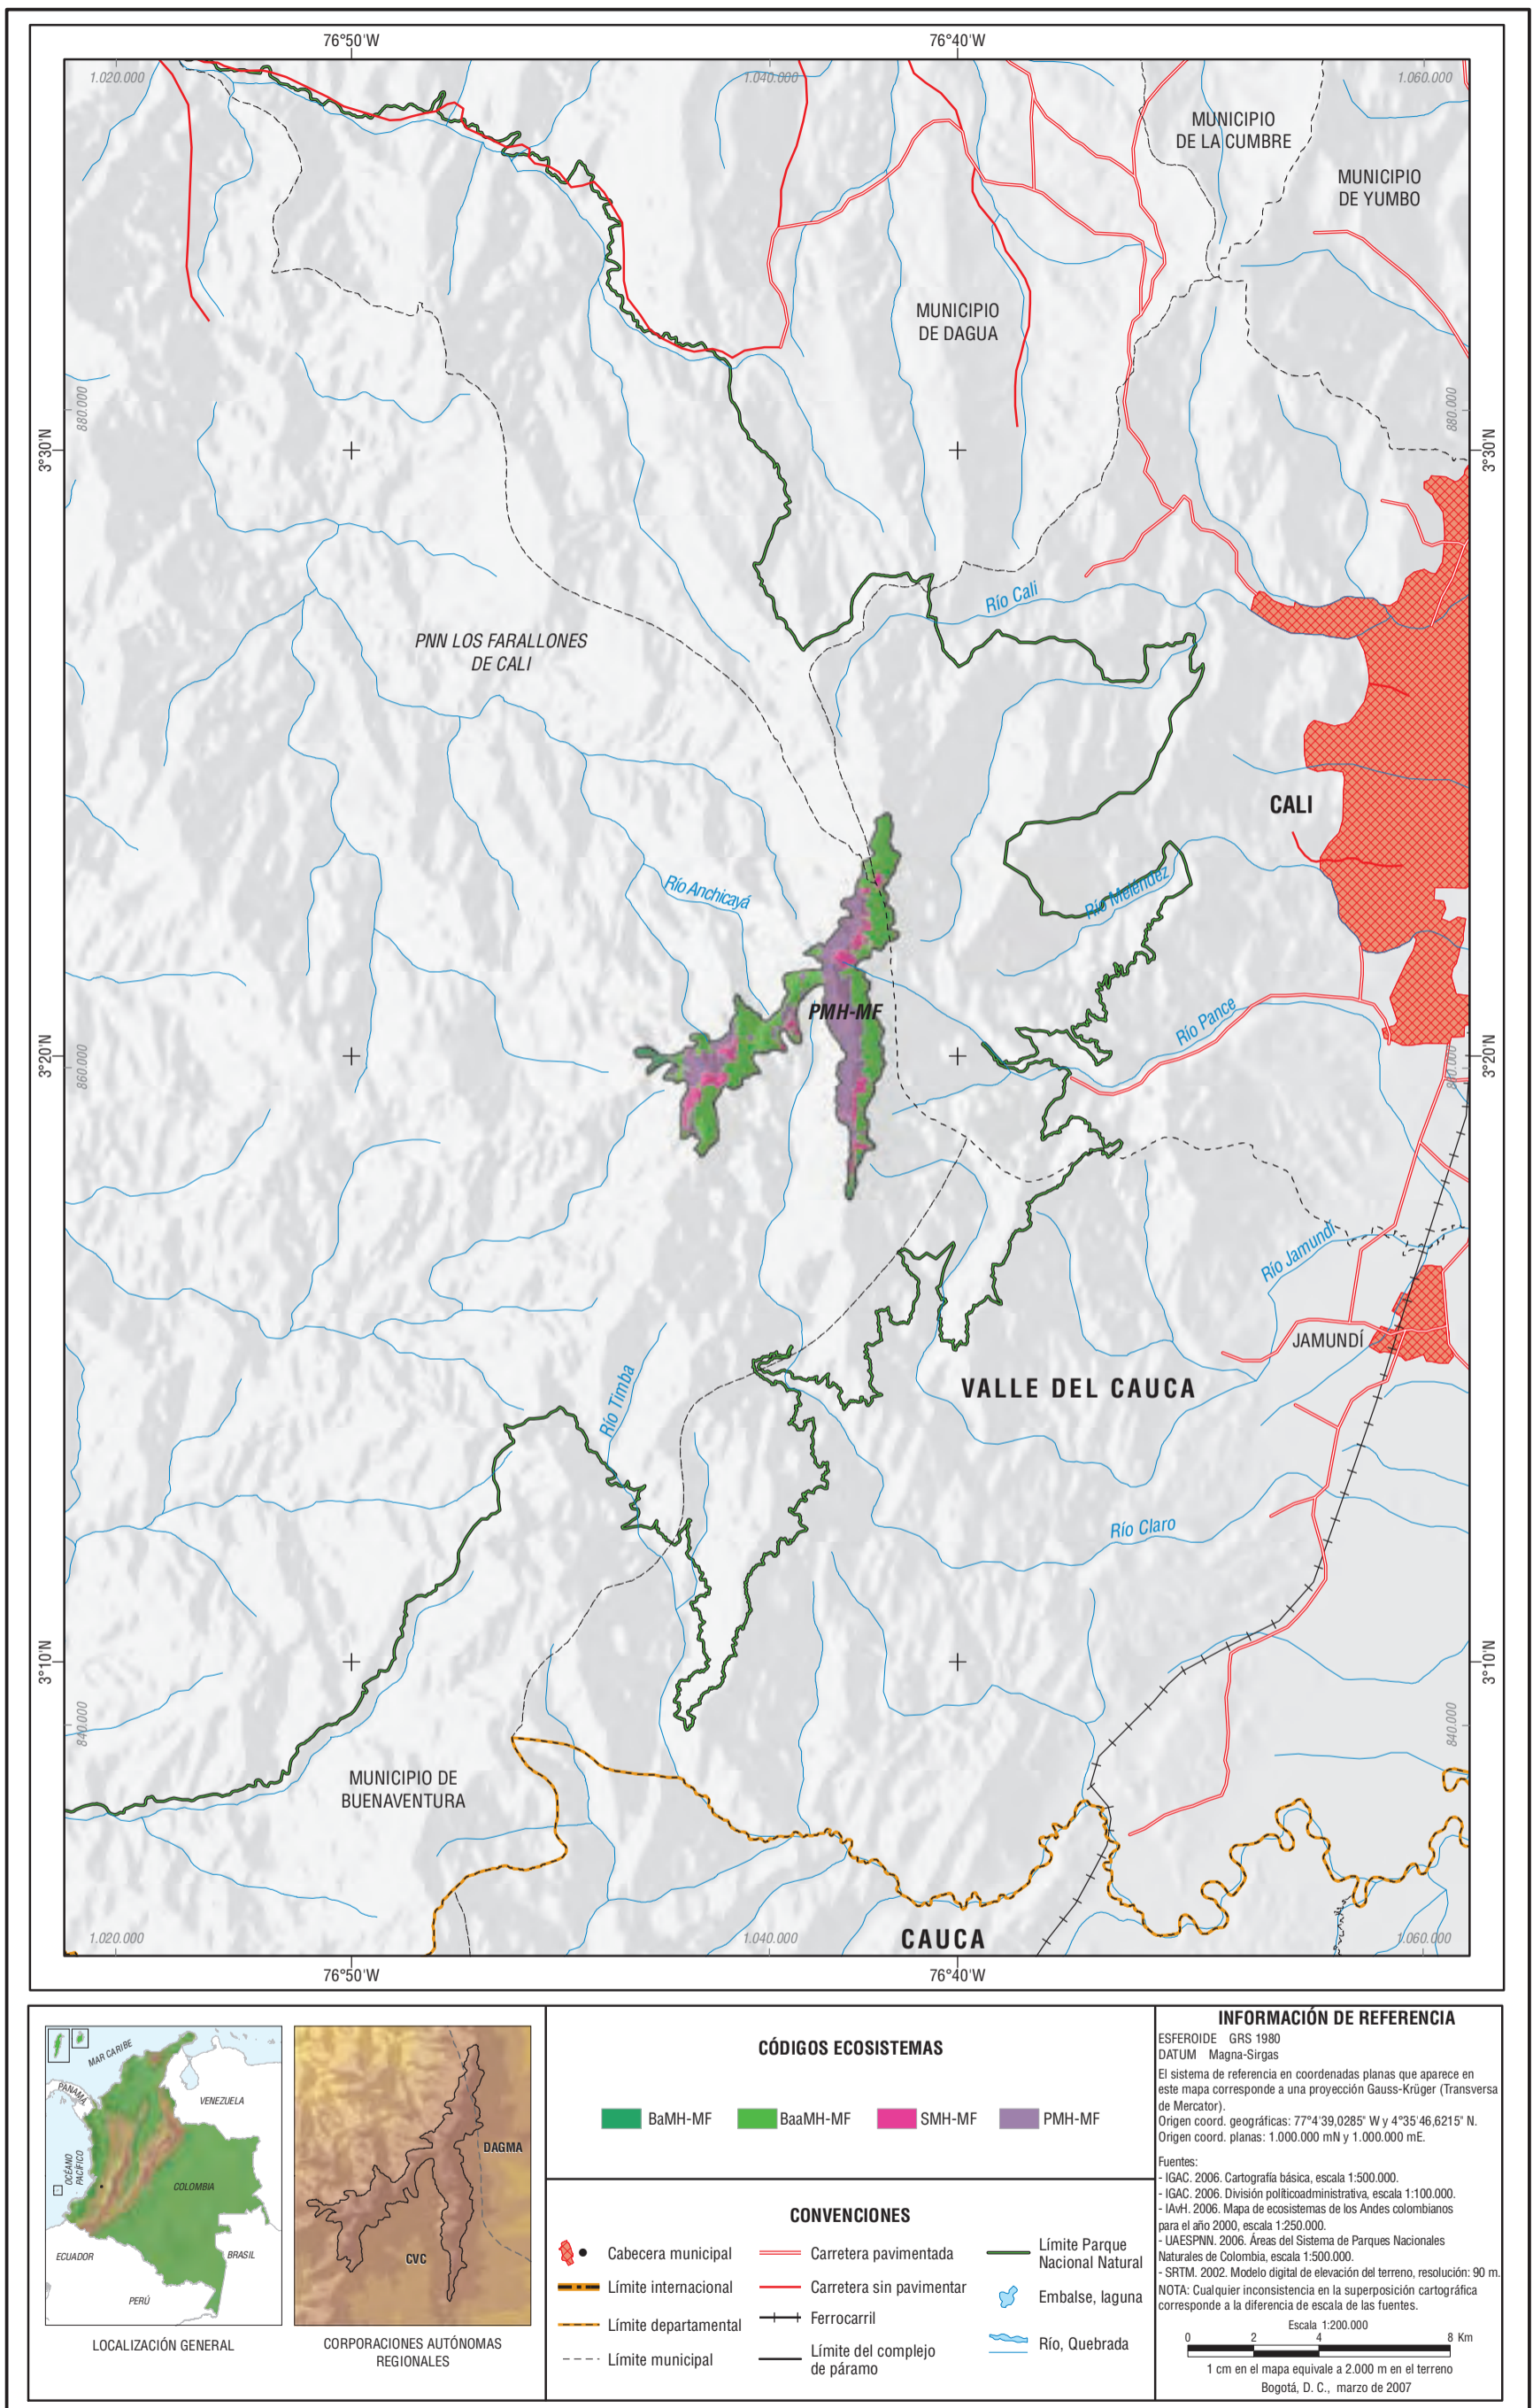 76°50'W
76°40'W
1.020.000
1.040.000
1.060.000
MUNICIPIO
DE LA CUMBRE
MUNICIPIO
DE YUMBO
MUNICIPIO
DE DAGUA
880.000
880.000
3°30'N
3°30'N
Río Cali
PNN LOS FARALLONES
DE CALI
CALI
Río Anchicayá
Río Meléndez
PMH-MF
Río Pance
3°20'N
860.000
860.000
3°20'N
Río Jamundí
JAMUNDÍ
VALLE DEL CAUCA
Río Timba
Río Claro
3°10'N
3°10'N
840.000
840.000
MUNICIPIO DE
BUENAVENTURA
CAUCA
1.020.000
1.040.000
1.060.000
76°50'W
76°40'W
MAR CARIBE
PANAMÁ
VENEZUELA
OCÉANO
PACÍFICO
COLOMBIA
ECUADOR
BRASIL
PERÚ
LOCALIZACIÓN GENERAL
DAGMA
CVC
CORPORACIONES AUTÓNOMAS
REGIONALES
CÓDIGOS ECOSISTEMAS
BaMH-MF
BaaMH-MF
SMH-MF
PMH-MF
CONVENCIONES
Cabecera municipal
Límite internacional
Límite departamental
Límite municipal
Carretera pavimentada
Carretera sin pavimentar
Ferrocarril
Límite del complejo
de páramo
Límite Parque
Nacional Natural
Embalse, laguna
Río, Quebrada
INFORMACIÓN DE REFERENCIA
ESFEROIDE GRS 1980
DATUM Magna-Sirgas
El sistema de referencia en coordenadas planas que aparece en
este mapa corresponde a una proyección Gauss-Krüger (Transversa
de Mercator).
Origen coord. geográficas: 77°4'39,0285" W y 4°35'46,6215" N.
Origen coord. planas: 1.000.000 mN y 1.000.000 mE.
Fuentes:
- IGAC. 2006. Cartografía básica, escala 1:500.000.
- IGAC. 2006. División políticoadministrativa, escala 1:100.000.
- IAvH. 2006. Mapa de ecosistemas de los Andes colombianos
para el año 2000, escala 1:250.000.
- UAESPNN. 2006. Áreas del Sistema de Parques Nacionales
Naturales de Colombia, escala 1:500.000.
- SRTM. 2002. Modelo digital de elevación del terreno, resolución: 90 m.
NOTA: Cualquier inconsistencia en la superposición cartográfica
corresponde a la diferencia de escala de las fuentes.
Escala 1:200.000
0 2 4 8 Km
1 cm en el mapa equivale a 2.000 m en el terreno
Bogotá, D. C., marzo de 2007